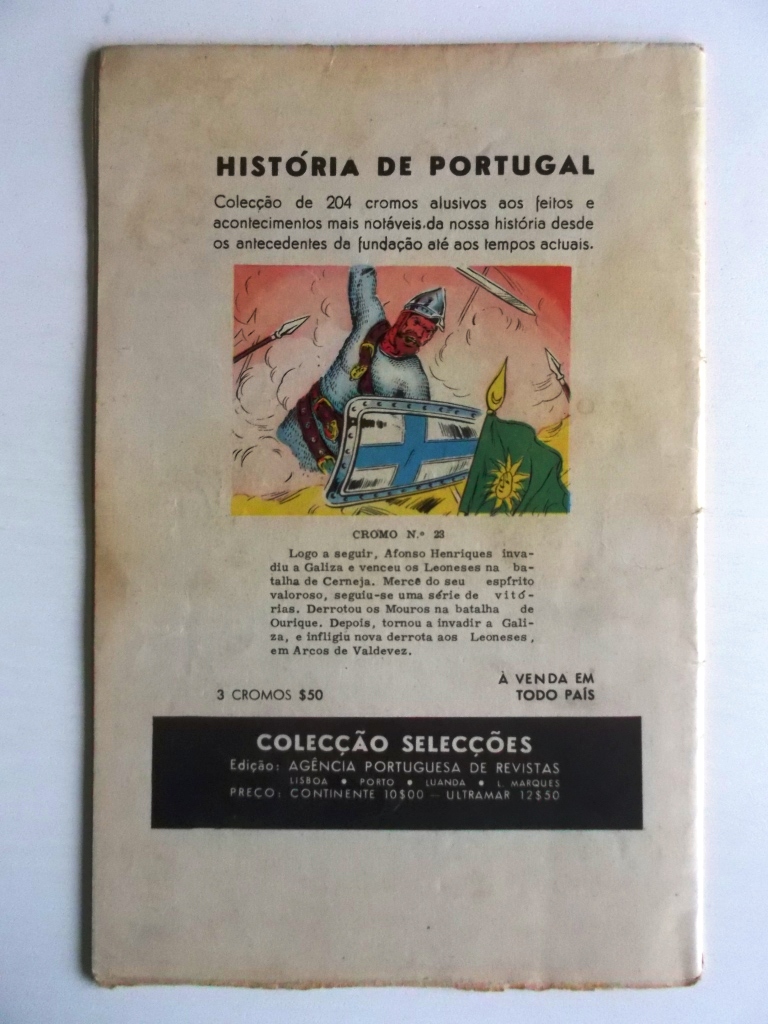 HISTÓRIA DE PORTUGAL
Colecção de 204 cromos alusivos aos feitos e
acontecimentos mais notáveis.da nossa história desde
os antecedentes da fundação até aos tempos actuais.
CROMO N.º 23
Logo a seguir, Afonso Henriques inva-
diu a Galiza e venceu os Leoneses na ba-
talha de Cerneja. Mercê do seu espírito
valoroso, seguiu-se uma série de vitó-
rias. Derrotou os Mouros na batalha de
Ourique. Depois, tornou a invadir a Gali-
za, e infligiu nova derrota aos Leoneses,
em Arcos de Valdevez.
3 CROMOS $50
À VENDA EM
TODO PAÍS
COLECÇÃO SELECÇÕES
Edição: AGÊNCIA PORTUGUESA DE REVISTAS
LISBOA • PORTO • LUANDA • L. MARQUES
PREÇO: CONTINENTE 10$00 — ULTRAMAR 12$50